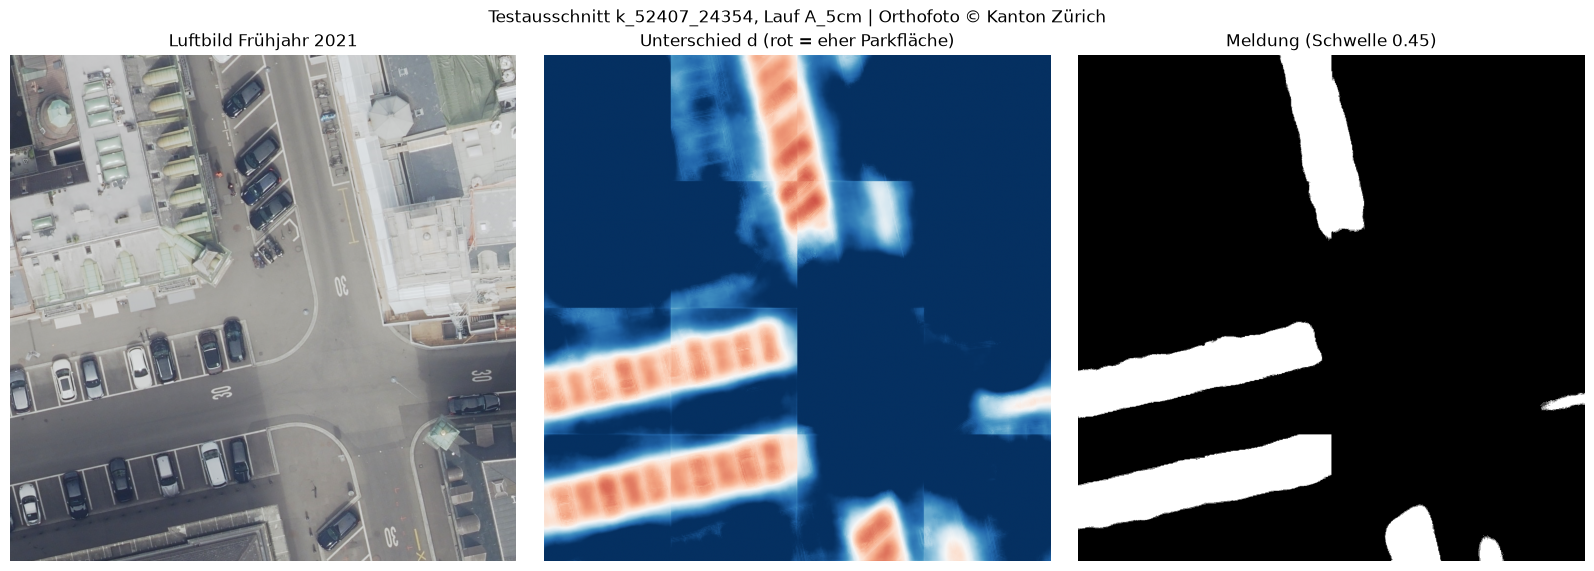 Testausschnitt k_52407_24354, Lauf A_5cm | Orthofoto © Kanton Zürich
Luftbild Frühjahr 2021
Unterschied d (rot = eher Parkfläche)
Meldung (Schwelle 0.45)
30
30
30
30